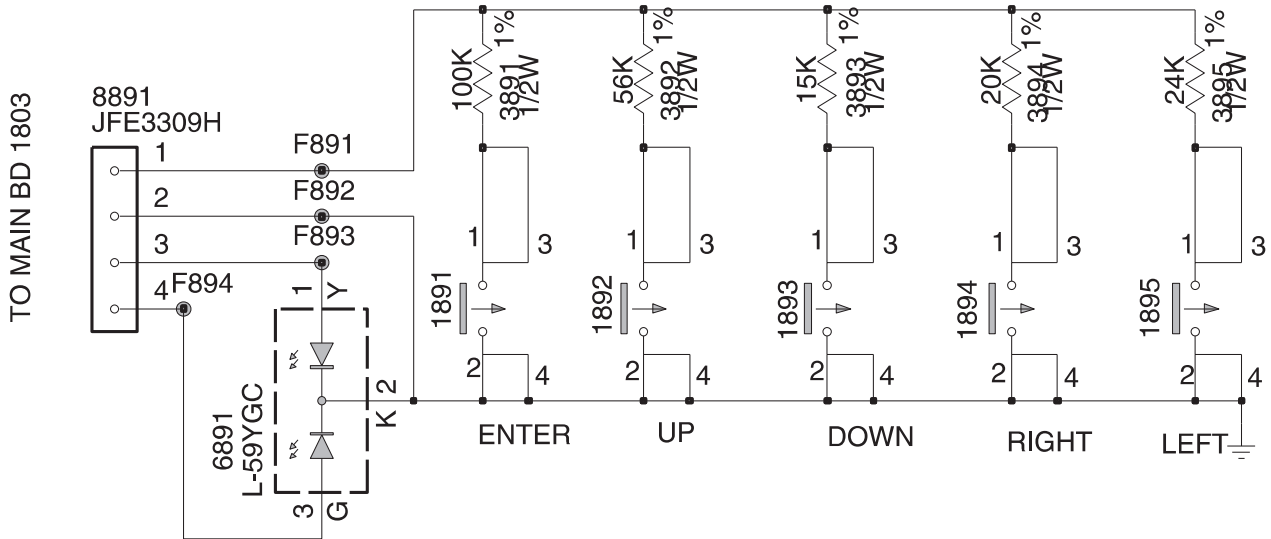 TO MAIN BD 1803
8891
JFE3309H
1
2
3
4
F891
F892
F893
F894
1
Y
2
K
3
G
6891
L-59YGC
100K
3891
1%
1/2W
56K
3892
1%
1/2W
15K
3893
1%
1/2W
20K
3894
1%
1/2W
24K
3895
1%
1/2W
1
3
1891
2
4
ENTER
1
3
1892
2
4
UP
1
3
1893
2
4
DOWN
1
3
1894
2
4
RIGHT
1
3
1895
2
4
LEFT